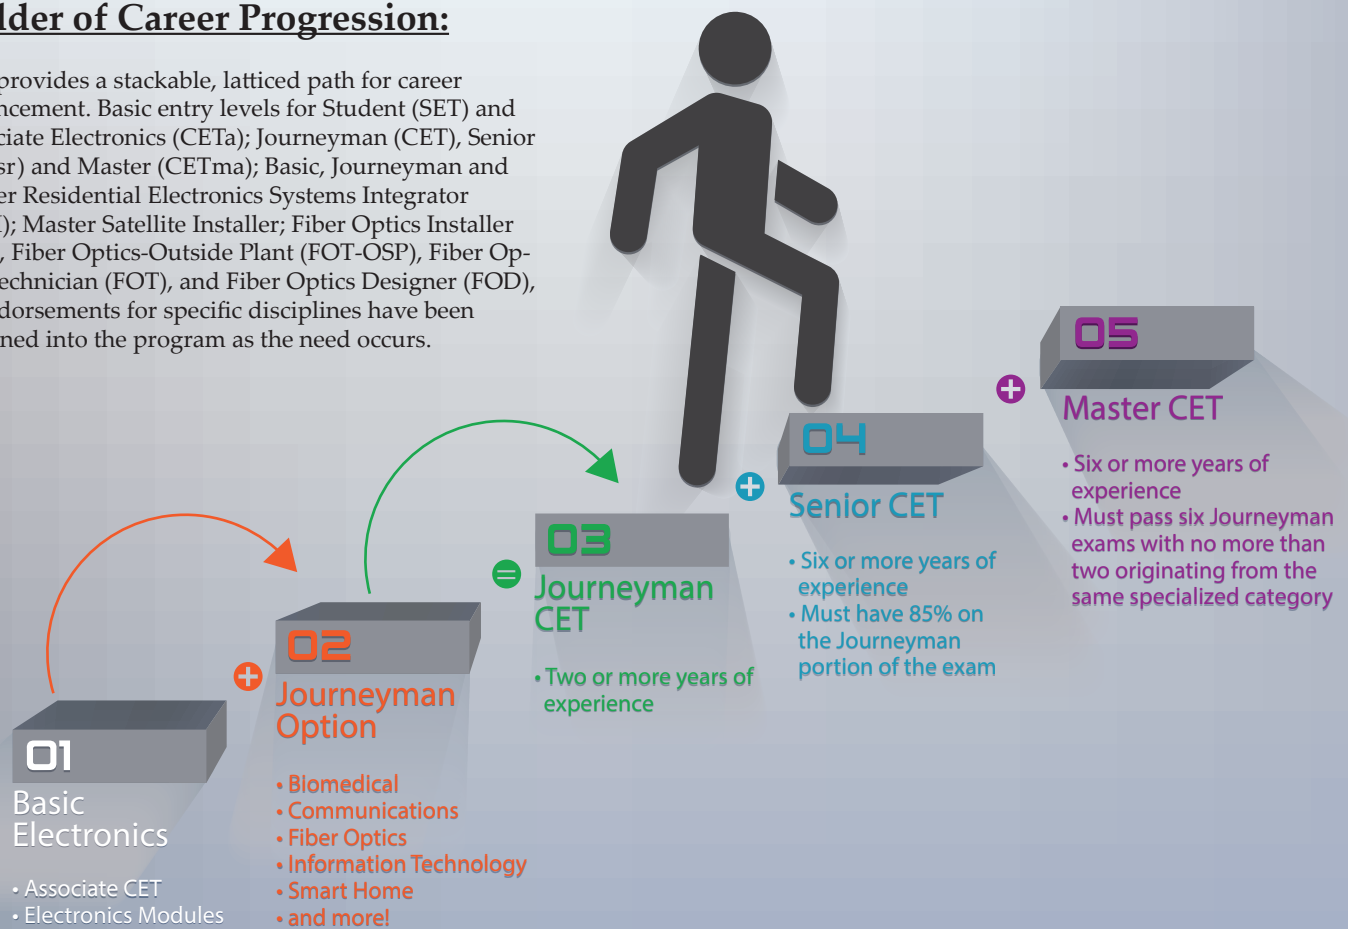 lder of Career Progression:
provides a stackable, latticed path for career
ncement. Basic entry levels for Student (SET) and
ciate Electronics (CETa); Journeyman (CET), Senior
sr) and Master (CETma); Basic, Journeyman and
er Residential Electronics Systems Integrator
); Master Satellite Installer; Fiber Optics Installer
, Fiber Optics-Outside Plant (FOT-OSP), Fiber Op-
echnician (FOT), and Fiber Optics Designer (FOD),
dorsements for specific disciplines have been
ned into the program as the need occurs.
01
Basic
Electronics
• Associate CET
• Electronics Modules
+
02
Journeyman
Option
• Biomedical
• Communications
• Fiber Optics
• Information Technology
• Smart Home
• and more!
=
03
Journeyman
CET
• Two or more years of
experience
+
04
Senior CET
• Six or more years of
experience
• Must have 85% on
the Journeyman
portion of the exam
+
05
Master CET
• Six or more years of
experience
• Must pass six Journeyman
exams with no more than
two originating from the
same specialized category